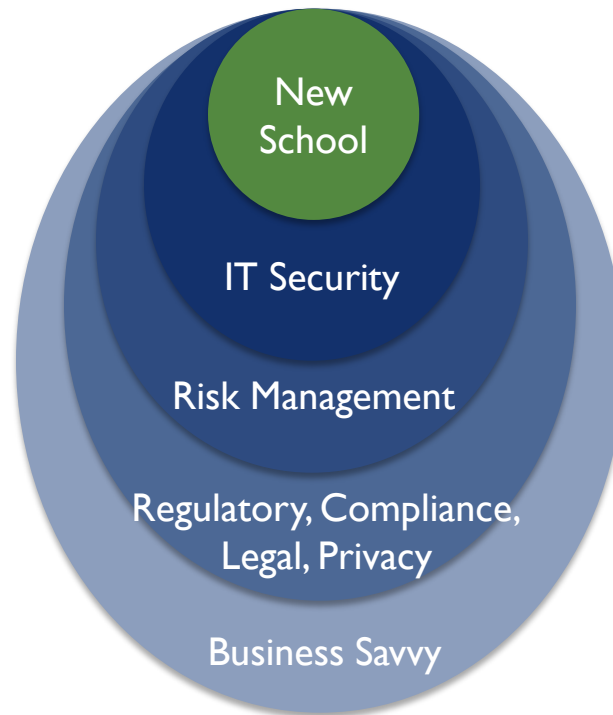 New
School
IT Security
Risk Management
Regulatory, Compliance,
Legal, Privacy
Business Savvy